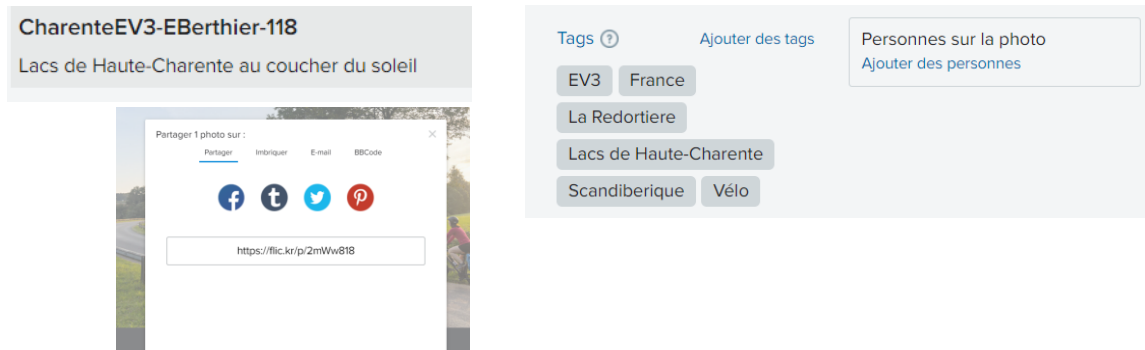 CharenteEV3-EBerthier-118
Lacs de Haute-Charente au coucher du soleil
Partager 1 photo sur :
Partager Imbriquer E-mail BBCode
https://flic.kr/p/2mWw818
Tags ? Ajouter des tags
EV3 France
La Redortiere
Lacs de Haute-Charente
Scandiberique Vélo
Personnes sur la photo
Ajouter des personnes